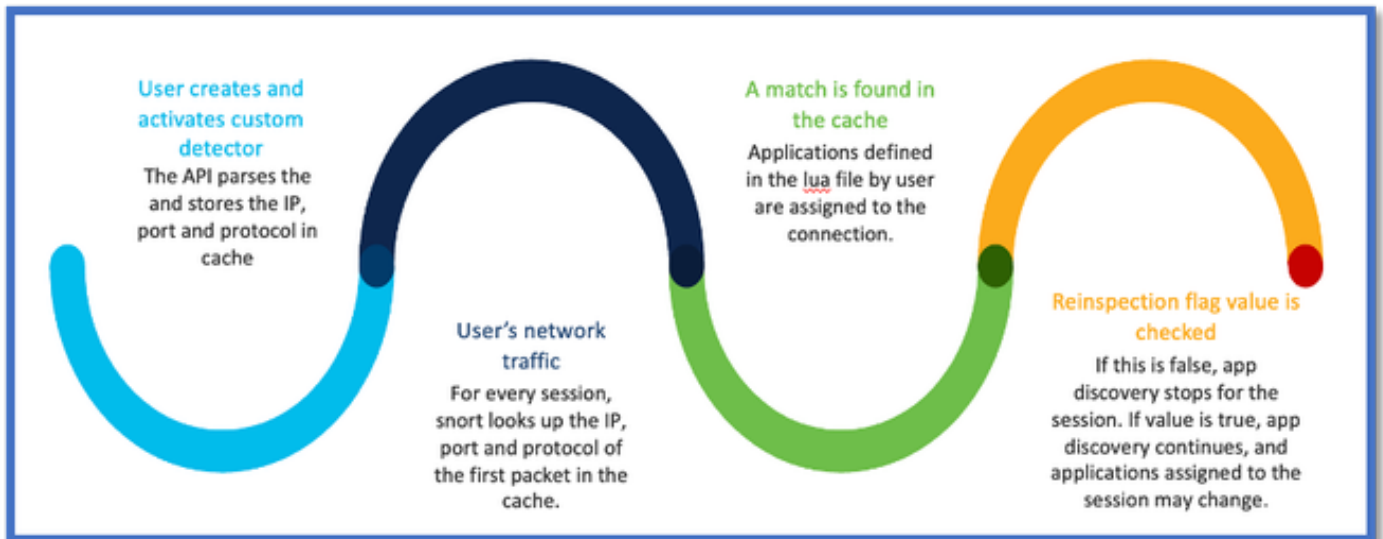 User creates and
activates custom
detector
The API parses the
and stores the IP,
port and protocol in
cache
User's network
traffic
For every session,
snort looks up the IP,
port and protocol of
the first packet in the
cache.
A match is found in
the cache
Applications defined
in the lua file by user
are assigned to the
connection.
Reinspection flag value is
checked
If this is false, app
discovery stops for the
session. If value is true, app
discovery continues, and
applications assigned to the
session may change.